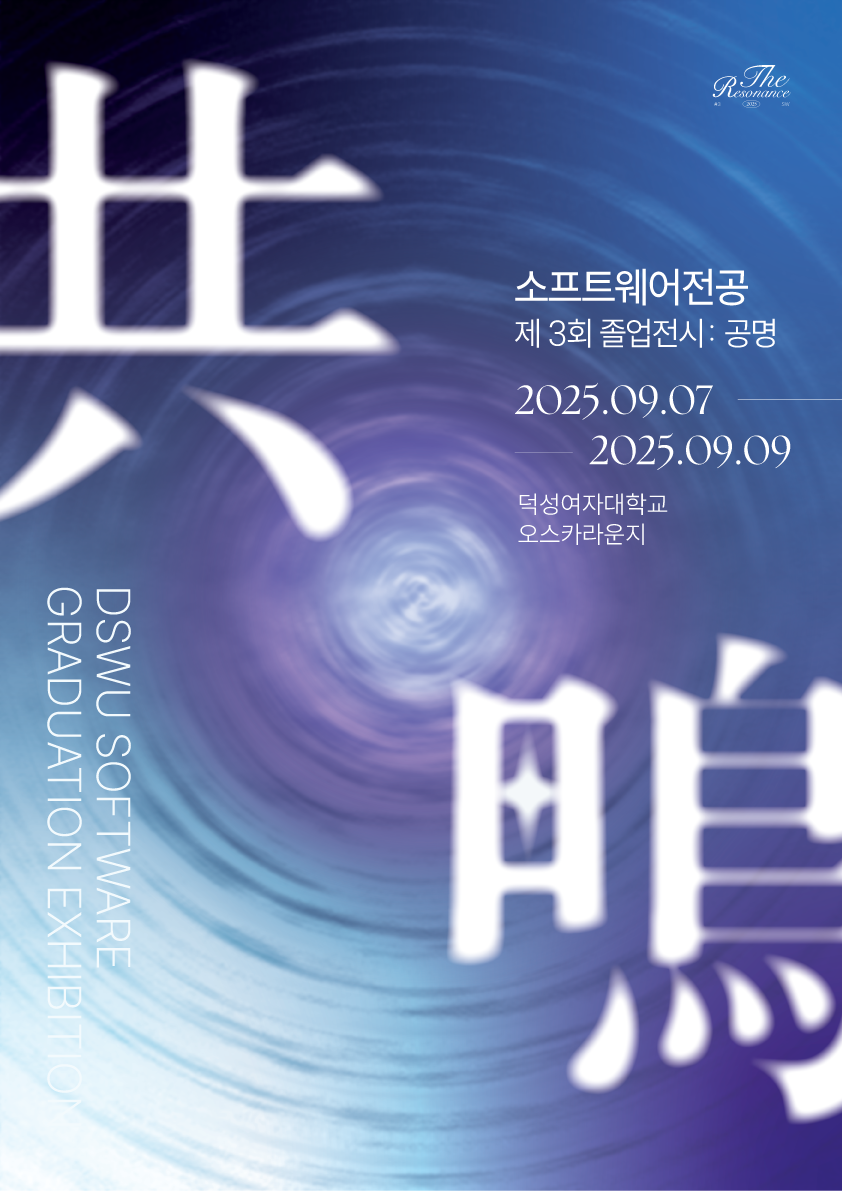 共
鳴
The
Resonance
2025
SW
소프트웨어전공
제 3회 졸업전시: 공명
2025.09.07
2025.09.09
덕성여자대학교
오스카라운지
DSWU SOFTWARE
GRADUATION EXHIBITION